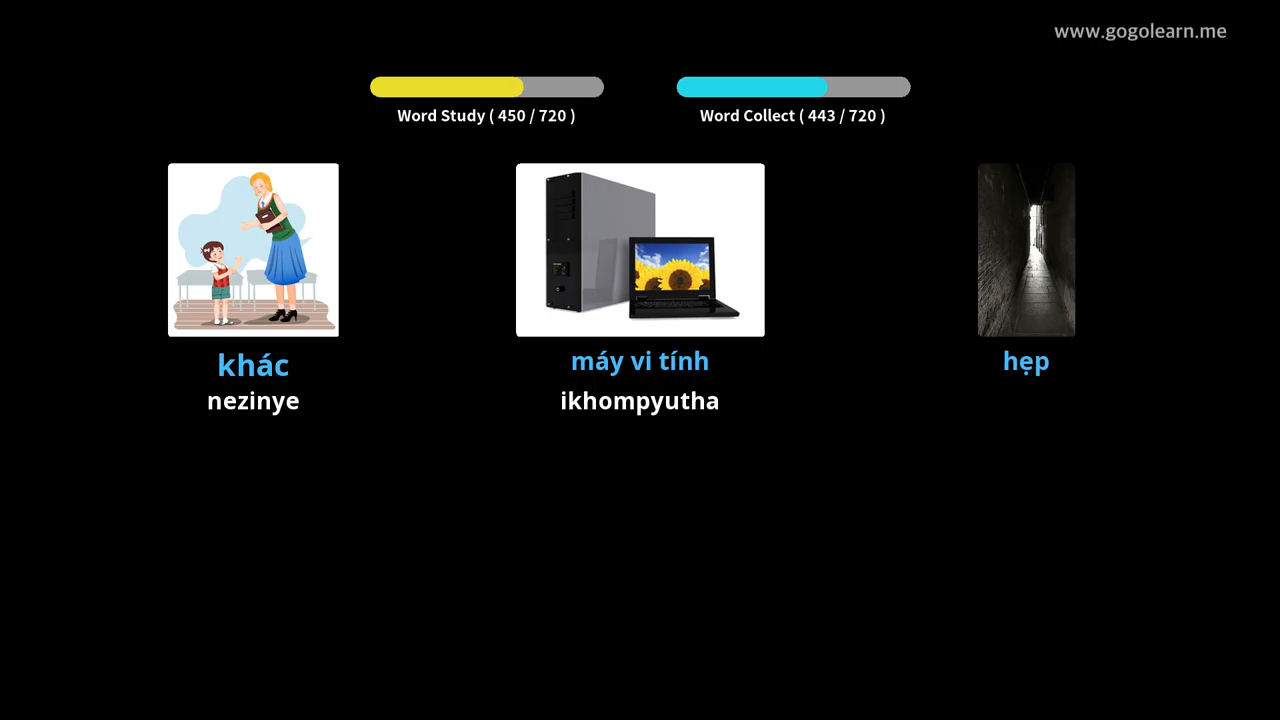 www.gogolearn.me
Word Study ( 450 / 720 )
Word Collect ( 443 / 720 )
khác
nezinye
máy vi tính
ikhompyutha
hẹp